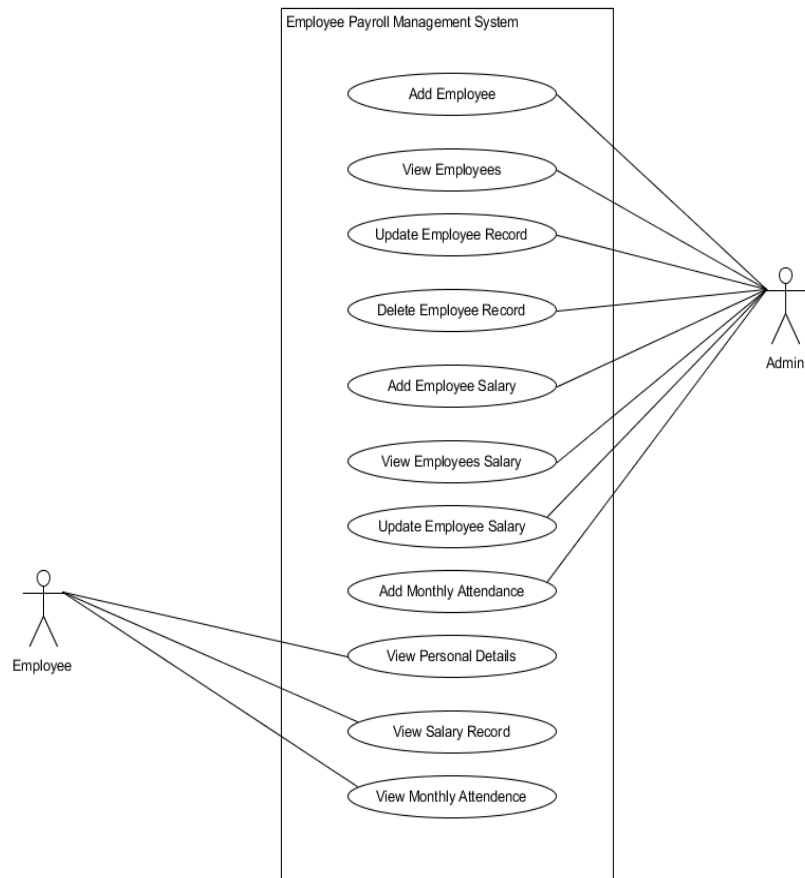 Employee Payroll Management System
Add Employee
View Employees
Update Employee Record
Delete Employee Record
Admin
Add Employee Salary
View Employees Salary
Update Employee Salary
Add Monthly Attendance
View Personal Details
Employee
View Salary Record
View Monthly Attendence